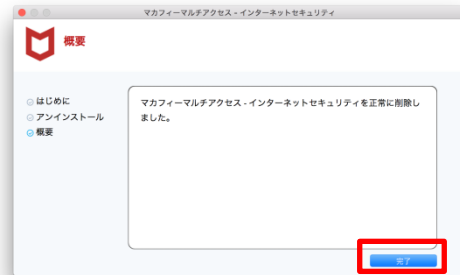 マカフィーマルチアクセス - インターネットセキュリティ
概要
はじめに
アンインストール
概要
マカフィーマルチアクセス - インターネットセキュリティを正常に削除し
ました。
完了